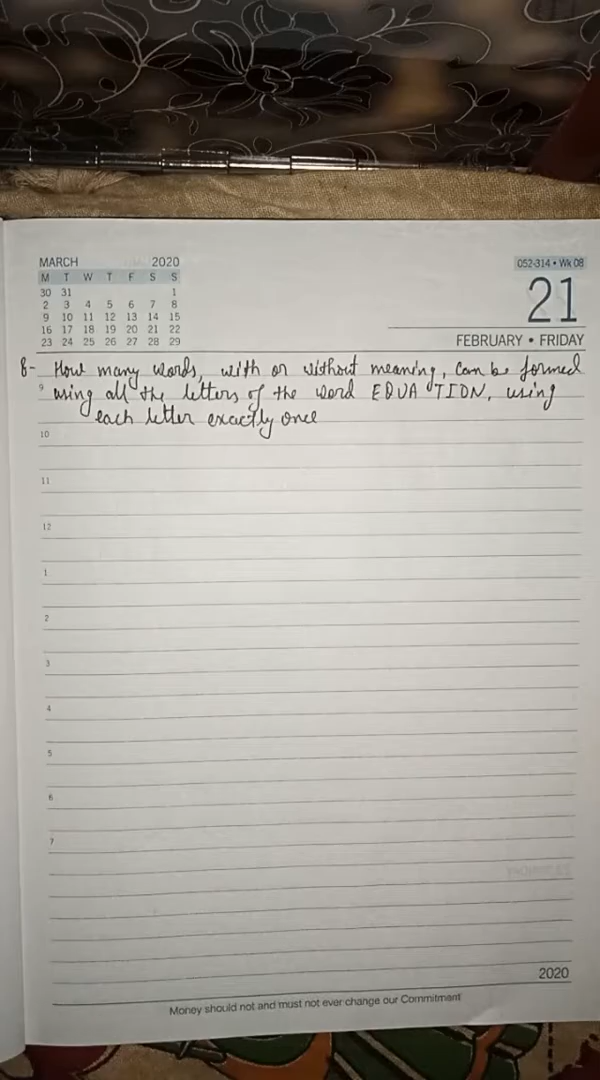 MARCH 2020
M T W T F S S
30 31 1
2 3 4 5 6 7 8
9 10 11 12 13 14 15
16 17 18 19 20 21 22
23 24 25 26 27 28 29
052-314 • Wk 08
21
FEBRUARY • FRIDAY
8- How many words, with or without meaning, can be formed
9 using all the letters of the word EQUATION, using
each letter exactly once
10
11
12
1
2
3
4
5
6
7
2020
Money should not and must not ever change our Commitment